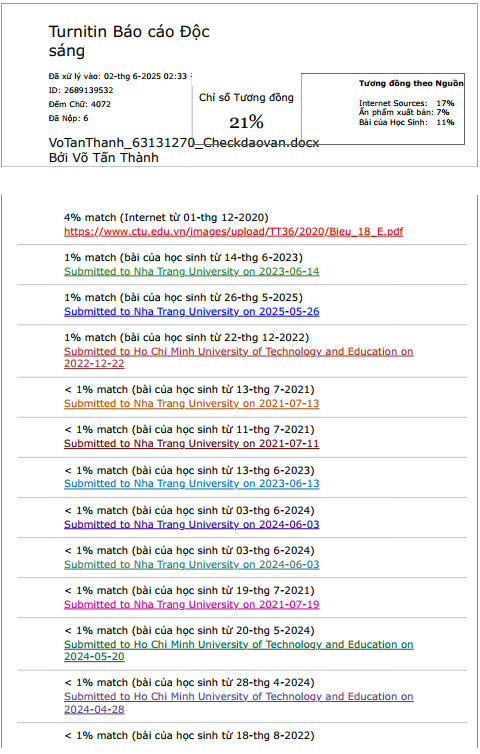 Turnitin Báo cáo Độc
sáng
Đã xử lý vào: 02-thg 6-2025 02:33
ID: 2689139532
Đếm Chữ: 4072
Đã Nộp: 6
VoTanThanh_63131270_Checkdaovan.docx
Bởi Võ Tấn Thành
Chỉ số Tương đồng
21%
Tương đồng theo Nguồn
Internet Sources: 17%
Ấn phẩm xuất bản: 7%
Bài của Học Sinh: 11%
4% match (Internet từ 01-thg 12-2020)
https://www.ctu.edu.vn/images/upload/TT36/2020/Bieu_18_E.pdf
1% match (bài của học sinh từ 14-thg 6-2023)
Submitted to Nha Trang University on 2023-06-14
1% match (bài của học sinh từ 26-thg 5-2025)
Submitted to Nha Trang University on 2025-05-26
1% match (bài của học sinh từ 22-thg 12-2022)
Submitted to Ho Chi Minh University of Technology and Education on
2022-12-22
< 1% match (bài của học sinh từ 13-thg 7-2021)
Submitted to Nha Trang University on 2021-07-13
< 1% match (bài của học sinh từ 11-thg 7-2021)
Submitted to Nha Trang University on 2021-07-11
< 1% match (bài của học sinh từ 13-thg 6-2023)
Submitted to Nha Trang University on 2023-06-13
< 1% match (bài của học sinh từ 03-thg 6-2024)
Submitted to Nha Trang University on 2024-06-03
< 1% match (bài của học sinh từ 03-thg 6-2024)
Submitted to Nha Trang University on 2024-06-03
< 1% match (bài của học sinh từ 19-thg 7-2021)
Submitted to Nha Trang University on 2021-07-19
< 1% match (bài của học sinh từ 20-thg 5-2024)
Submitted to Ho Chi Minh University of Technology and Education on
2024-05-20
< 1% match (bài của học sinh từ 28-thg 4-2024)
Submitted to Ho Chi Minh University of Technology and Education on
2024-04-28
< 1% match (bài của học sinh từ 18-thg 8-2022)